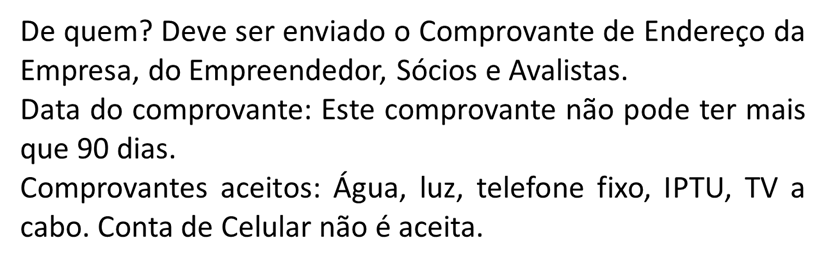 De quem? Deve ser enviado o Comprovante de Endereço da
Empresa, do Empreendedor, Sócios e Avalistas.
Data do comprovante: Este comprovante não pode ter mais
que 90 dias.
Comprovantes aceitos: Água, luz, telefone fixo, IPTU, TV a
cabo. Conta de Celular não é aceita.